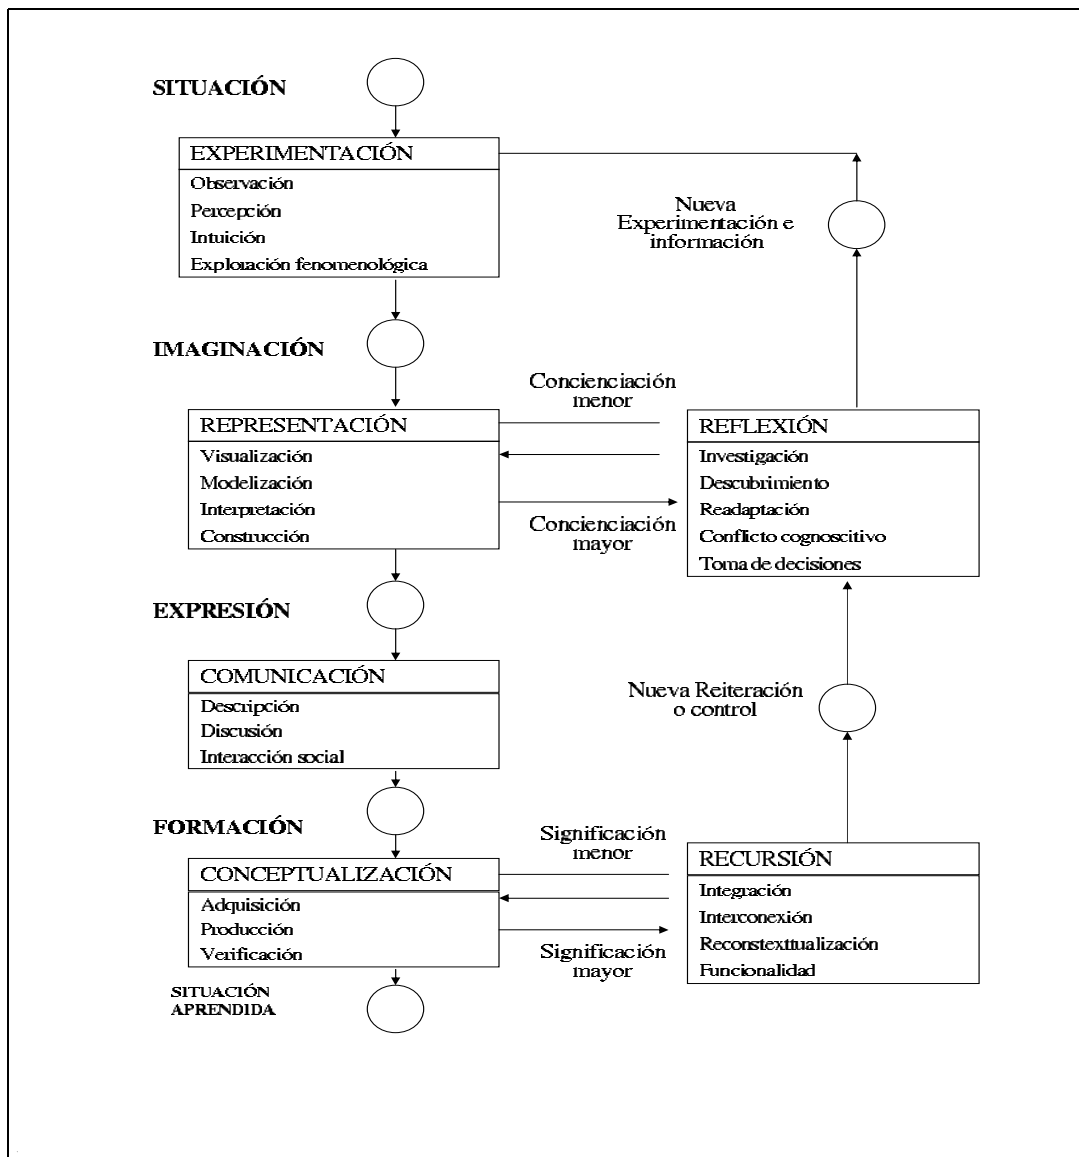 SITUACIÓN
EXPERIMENTACIÓN
Observación
Percepción
Intuición
Exploración fenomenológica
Nueva
Experimentación e
información
IMAGINACIÓN
REPRESENTACIÓN
Visualización
Modelización
Interpretación
Construcción
Concienciación
menor
Concienciación
mayor
REFLEXIÓN
Investigación
Descubrimiento
Readaptación
Conflicto cognoscitivo
Toma de decisiones
EXPRESIÓN
COMUNICACIÓN
Descripción
Discusión
Interacción social
Nueva Reiteración
o control
FORMACIÓN
CONCEPTUALIZACIÓN
Adquisición
Producción
Verificación
Significación
menor
Significación
mayor
RECURSIÓN
Integración
Interconexión
Reconstexttualización
Funcionalidad
SITUACIÓN
APRENDIDA